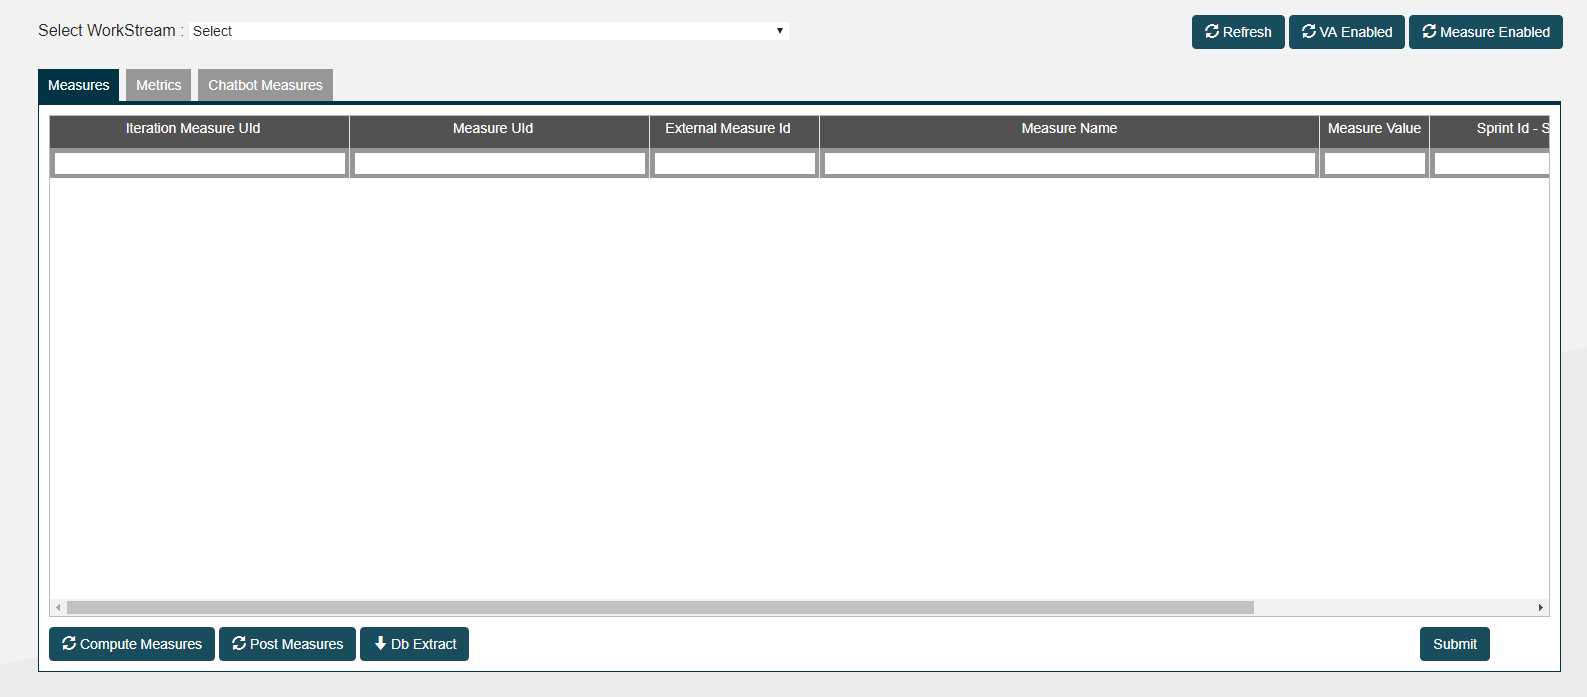 Select WorkStream : Select
Refresh
VA Enabled
Measure Enabled
Measures
Metrics
Chatbot Measures
Iteration Measure UId
Measure UId
External Measure Id
Measure Name
Measure Value
Sprint Id - S
Compute Measures
Post Measures
Db Extract
Submit